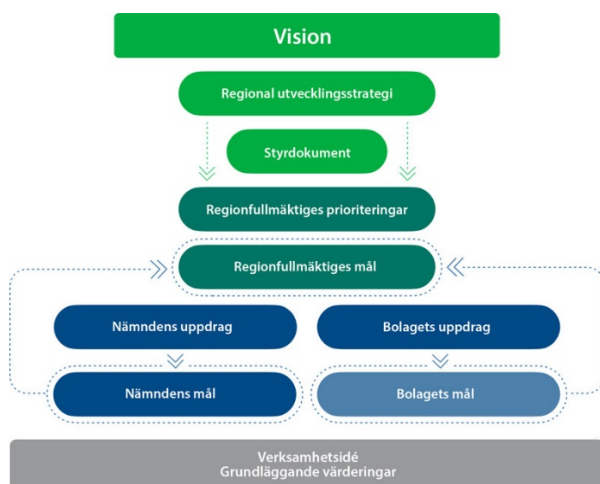 Vision
Regional utvecklingsstrategi
Styrdokument
Regionfullmäktiges prioriteringar
Regionfullmäktiges mål
Nämndens uppdrag
Bolagets uppdrag
Nämndens mål
Bolagets mål
Verksamhetsidé
Grundläggande värderingar